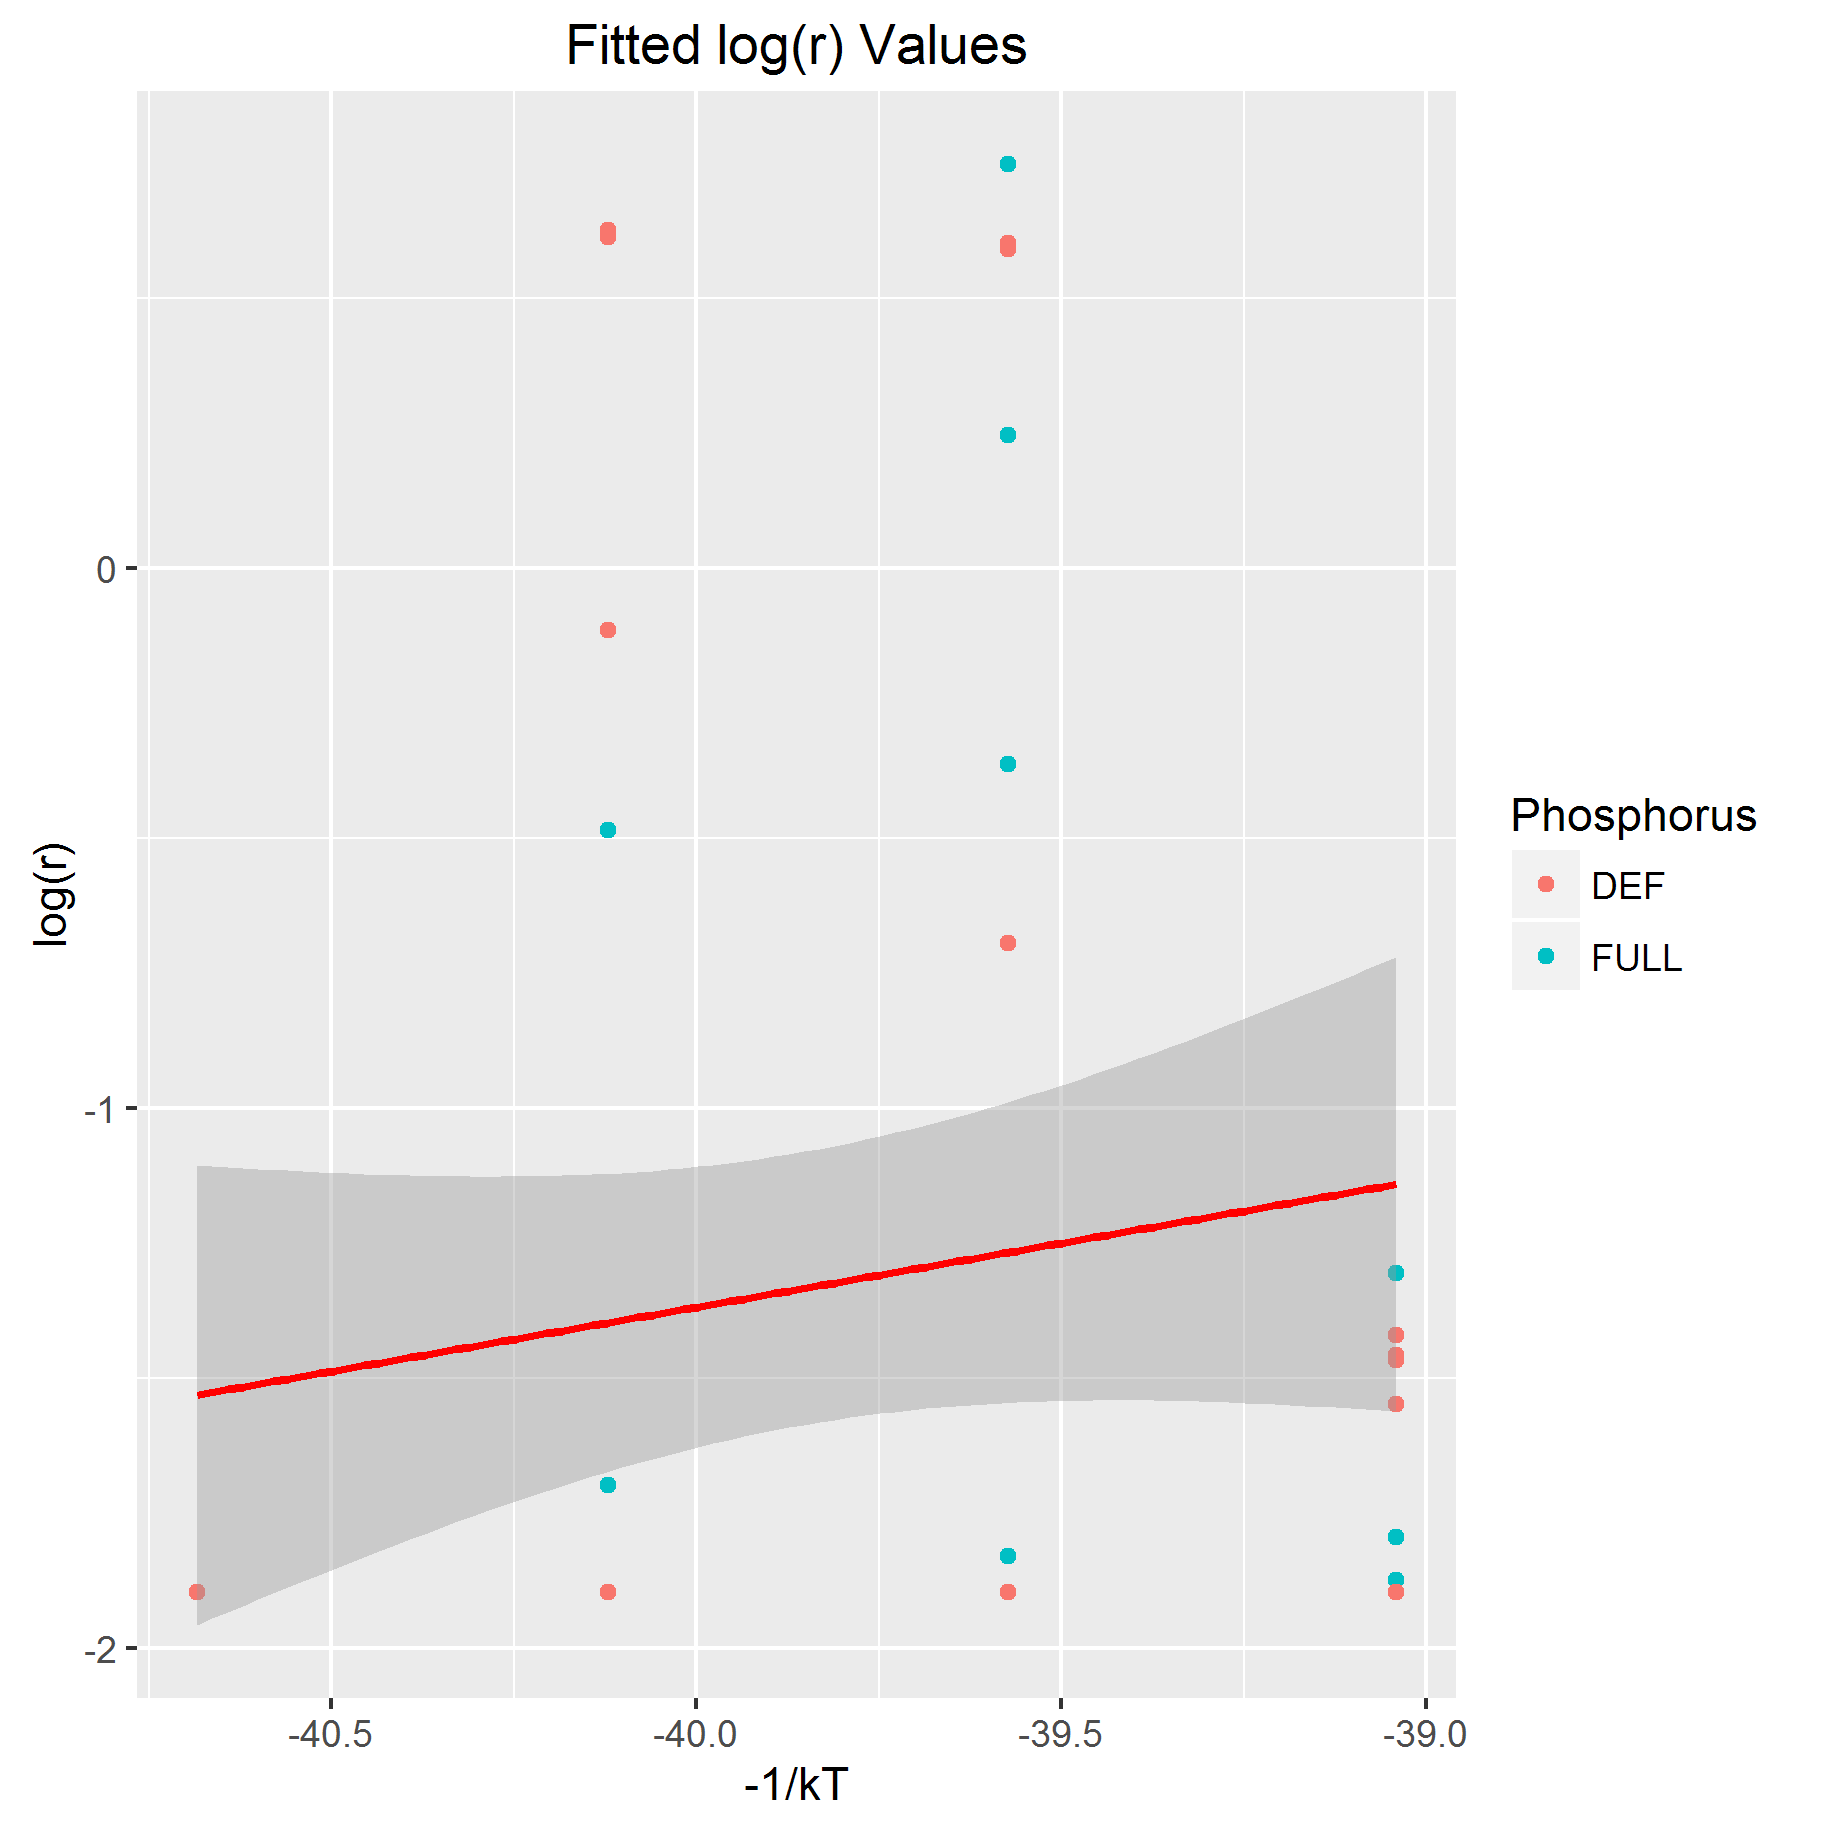 Fitted log(r) Values
log(r)
0
-1
-2
-40.5
-40.0
-39.5
-39.0
-1/kT
Phosphorus
DEF
FULL